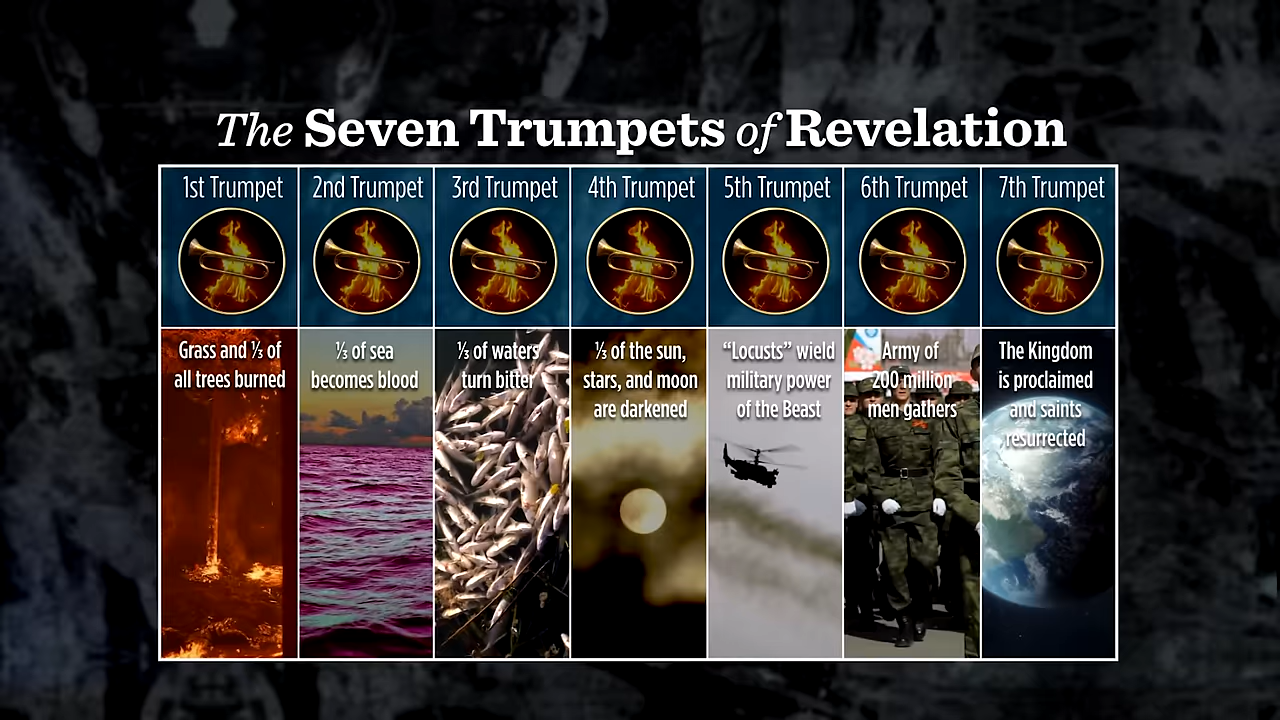 The Seven Trumpets of Revelation
1st Trumpet
2nd Trumpet
3rd Trumpet
4th Trumpet
5th Trumpet
6th Trumpet
7th Trumpet
Grass and ⅓ of
all trees burned
⅓ of sea
becomes blood
⅓ of waters
turn bitter
⅓ of the sun,
stars, and moon
are darkened
“Locusts” wield
military power
of the Beast
Army of
200 million
men gathers
The Kingdom
is proclaimed
and saints
resurrected